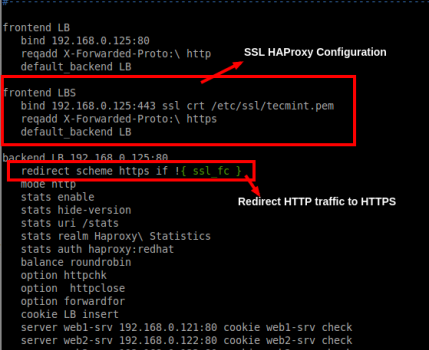 #------------------------------------------------
frontend LB
bind 192.168.0.125:80
reqadd X-Forwarded-Proto:\ http
default_backend LB
SSL HAProxy Configuration
frontend LBS
bind 192.168.0.125:443 ssl crt /etc/ssl/tecmint.pem
reqadd X-Forwarded-Proto:\ https
default_backend LB
backend LB 192.168.0.125:80
redirect scheme https if !{ ssl_fc }
mode http
Redirect HTTP traffic to HTTPS
stats enable
stats hide-version
stats uri /stats
stats realm Haproxy\ Statistics
stats auth haproxy:redhat
balance roundrobin
option httpchk
option httpclose
option forwardfor
cookie LB insert
server web1-srv 192.168.0.121:80 cookie web1-srv check
server web2-srv 192.168.0.122:80 cookie web2-srv check